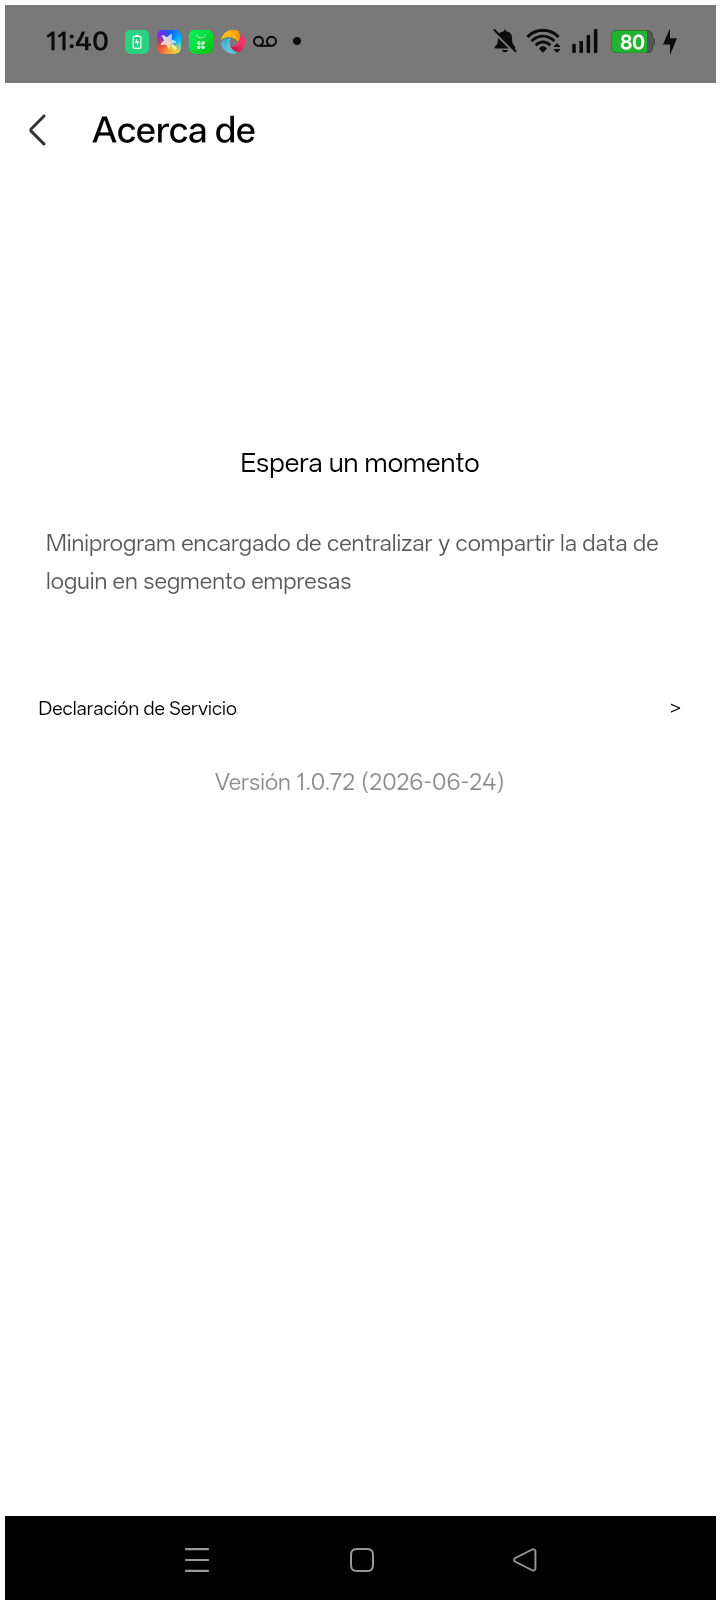 11:40
80
Acerca de
Espera un momento
Miniprogram encargado de centralizar y compartir la data de
loguin en segmento empresas
Declaración de Servicio >
Versión 1.0.72 (2026-06-24)